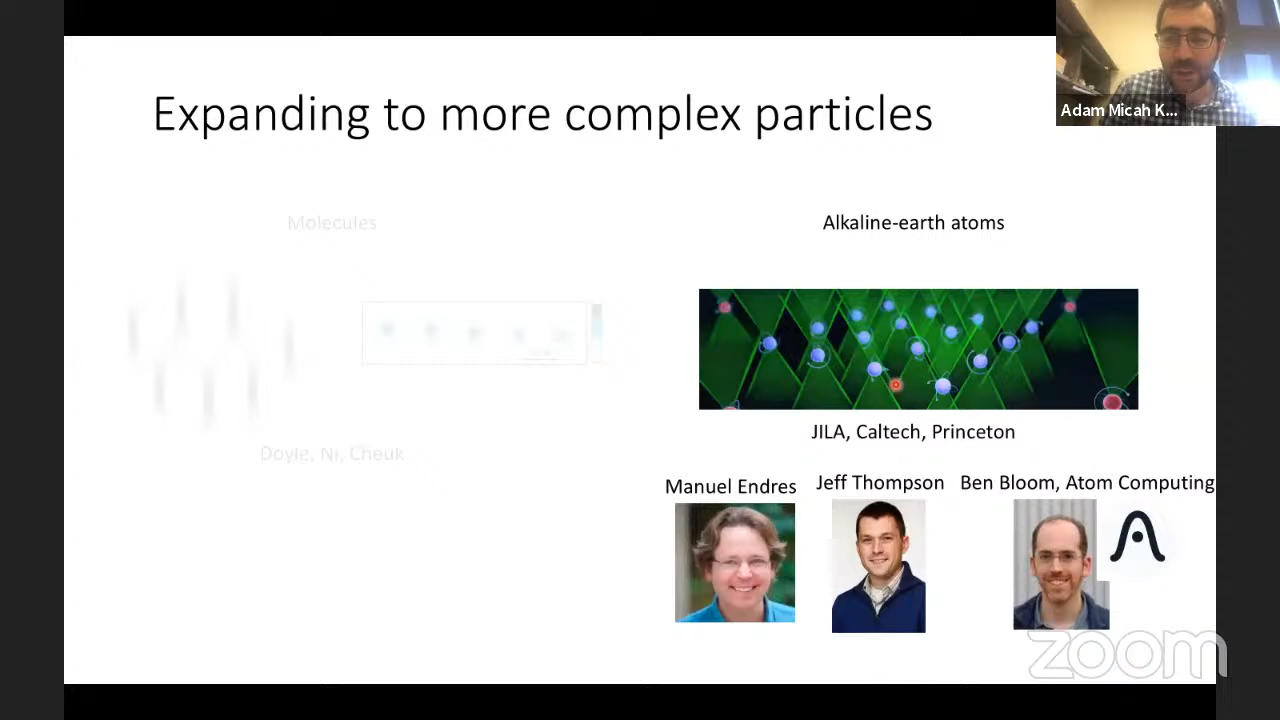 Expanding to more complex particles
Adam Micah K...
Molecules
Alkaline-earth atoms
Doyle, Ni, Cheuk
JILA, Caltech, Princeton
Manuel Endres
Jeff Thompson
Ben Bloom, Atom Computing
zoom